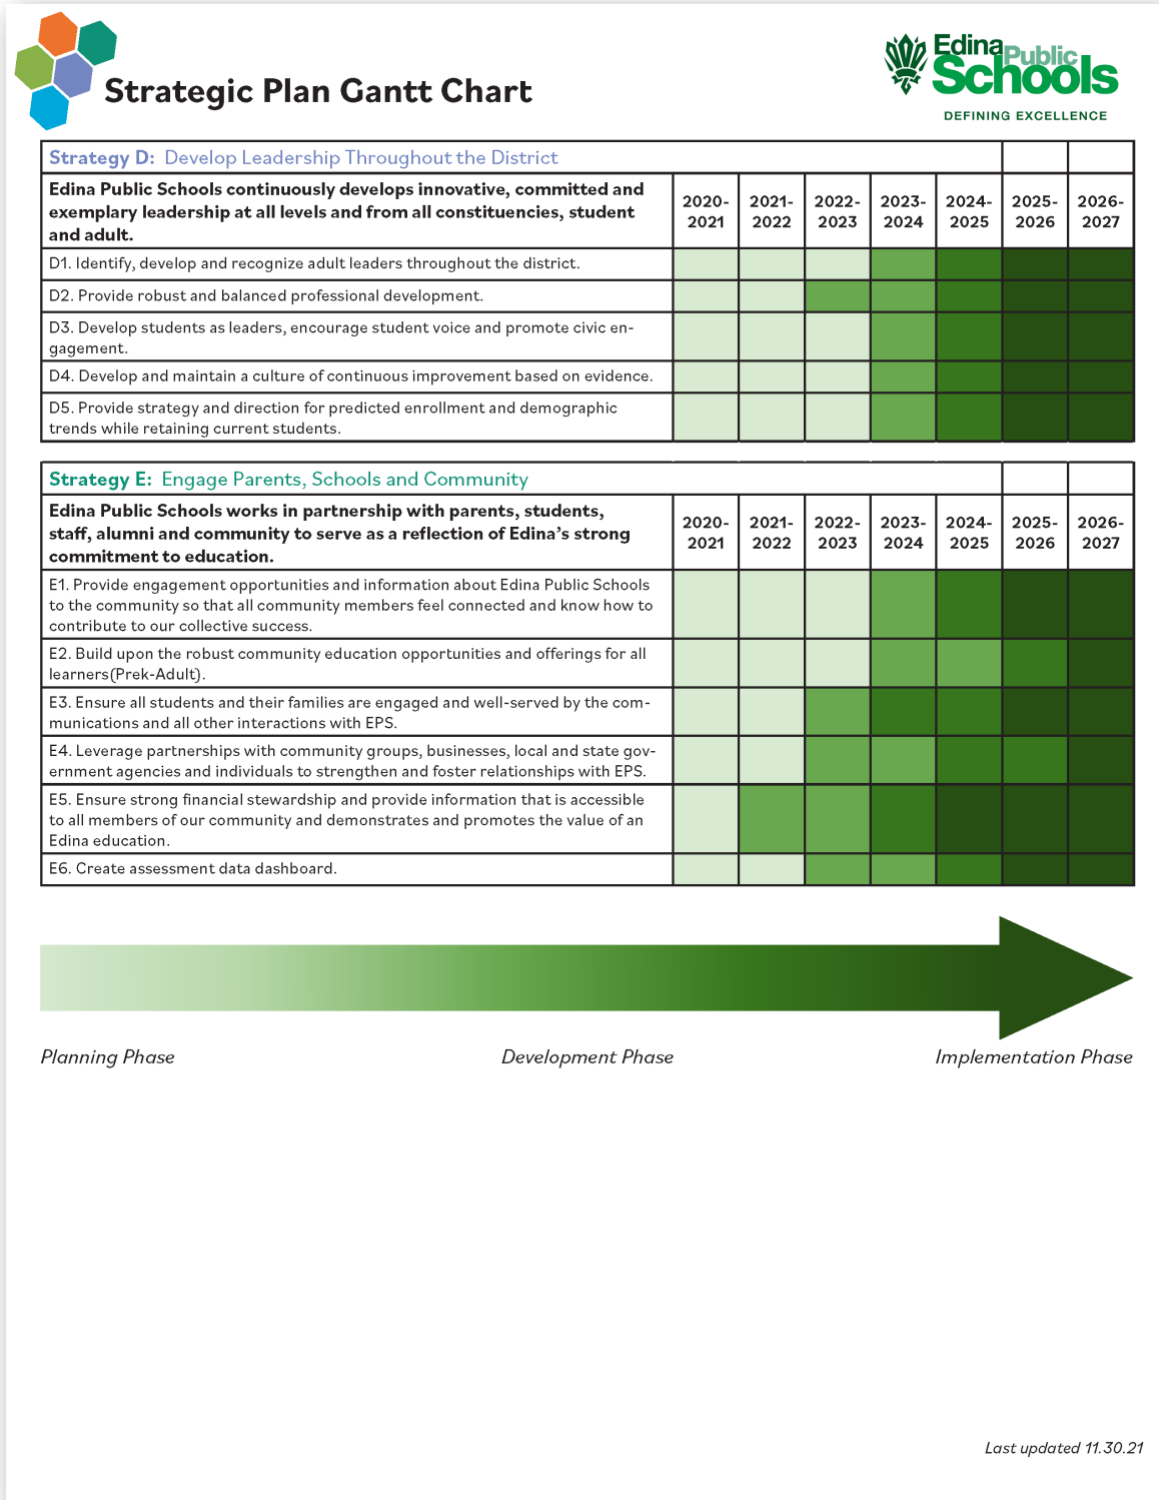 Strategic Plan Gantt Chart
Edina Public
Schools
DEFINING EXCELLENCE
Strategy D: Develop Leadership Throughout the District
Edina Public Schools continuously develops innovative, committed and
exemplary leadership at all levels and from all constituencies, student
and adult.
2020- 2021- 2022- 2023- 2024- 2025- 2026-
2021 2022 2023 2024 2025 2026 2027
D1. Identify, develop and recognize adult leaders throughout the district.
D2. Provide robust and balanced professional development.
D3. Develop students as leaders, encourage student voice and promote civic en-
gagement.
D4. Develop and maintain a culture of continuous improvement based on evidence.
D5. Provide strategy and direction for predicted enrollment and demographic
trends while retaining current students.
Strategy E: Engage Parents, Schools and Community
Edina Public Schools works in partnership with parents, students,
staff, alumni and community to serve as a reflection of Edina's strong
commitment to education.
2020- 2021- 2022- 2023- 2024- 2025- 2026-
2021 2022 2023 2024 2025 2026 2027
E1. Provide engagement opportunities and information about Edina Public Schools
to the community so that all community members feel connected and know how to
contribute to our collective success.
E2. Build upon the robust community education opportunities and offerings for all
learners(Prek-Adult).
E3. Ensure all students and their families are engaged and well-served by the com-
munications and all other interactions with EPS.
E4. Leverage partnerships with community groups, businesses, local and state gov-
ernment agencies and individuals to strengthen and foster relationships with EPS.
E5. Ensure strong financial stewardship and provide information that is accessible
to all members of our community and demonstrates and promotes the value of an
Edina education.
E6. Create assessment data dashboard.
Planning Phase Development Phase Implementation Phase
Last updated 11.30.21